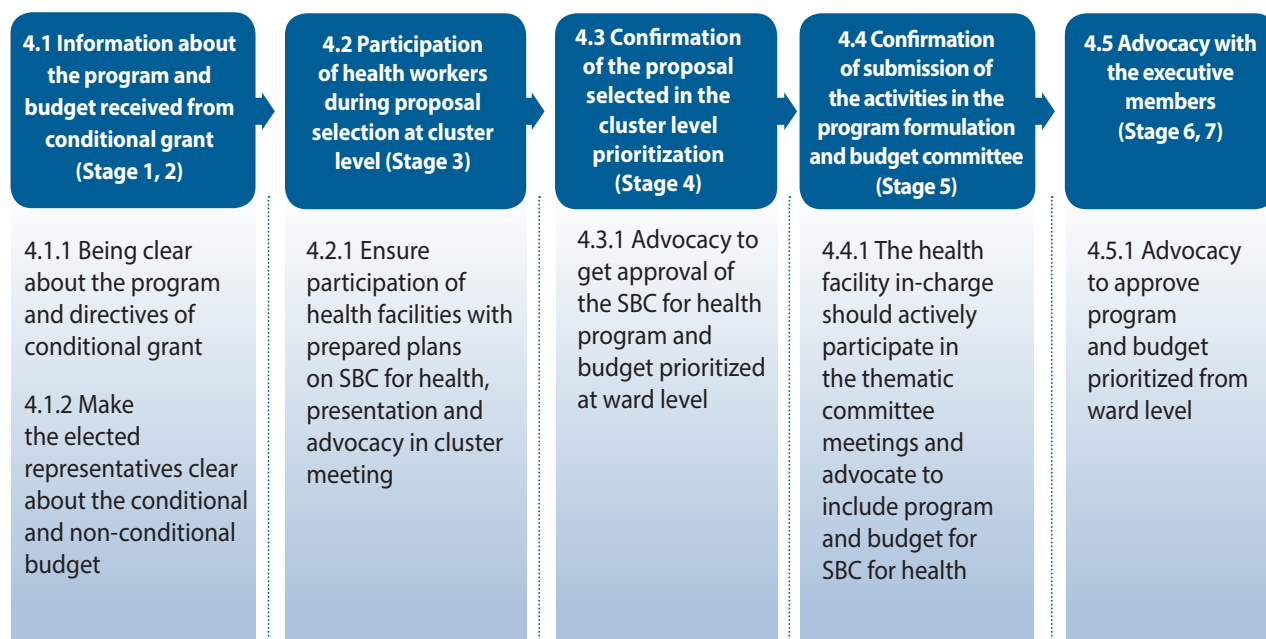 4.1 Information about
the program and
budget received from
conditional grant
(Stage 1, 2)
4.2 Participation
of health workers
during proposal
selection at cluster
level (Stage 3)
4.3 Confirmation
of the proposal
selected in the
cluster level
prioritization
(Stage 4)
4.4 Confirmation
of submission of
the activities in the
program formulation
and budget committee
(Stage 5)
4.5 Advocacy with
the executive
members
(Stage 6, 7)
4.1.1 Being clear
about the program
and directives of
conditional grant
4.1.2 Make
the elected
representatives clear
about the conditional
and non-conditional
budget
4.2.1 Ensure
participation of
health facilities with
prepared plans
on SBC for health,
presentation and
advocacy in cluster
meeting
4.3.1 Advocacy to
get approval of
the SBC for health
program and
budget prioritized
at ward level
4.4.1 The health
facility in-charge
should actively
participate in
the thematic
committee
meetings and
advocate to
include program
and budget for
SBC for health
4.5.1 Advocacy
to approve
program
and budget
prioritized from
ward level